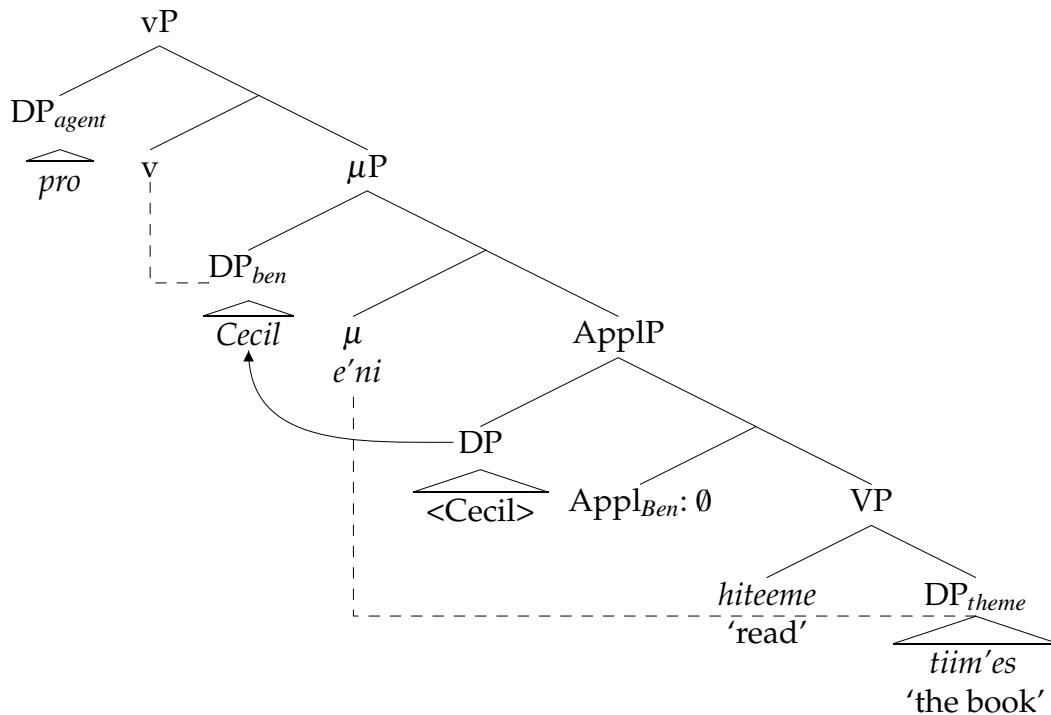 vP
DP_agent
pro
v
μP
DP_ben
Cecil
μ
e'ni
ApplP
DP
<Cecil>
Appl_Ben: ∅
VP
hiteeme
‘read’
DP_theme
tiim'es
‘the book’